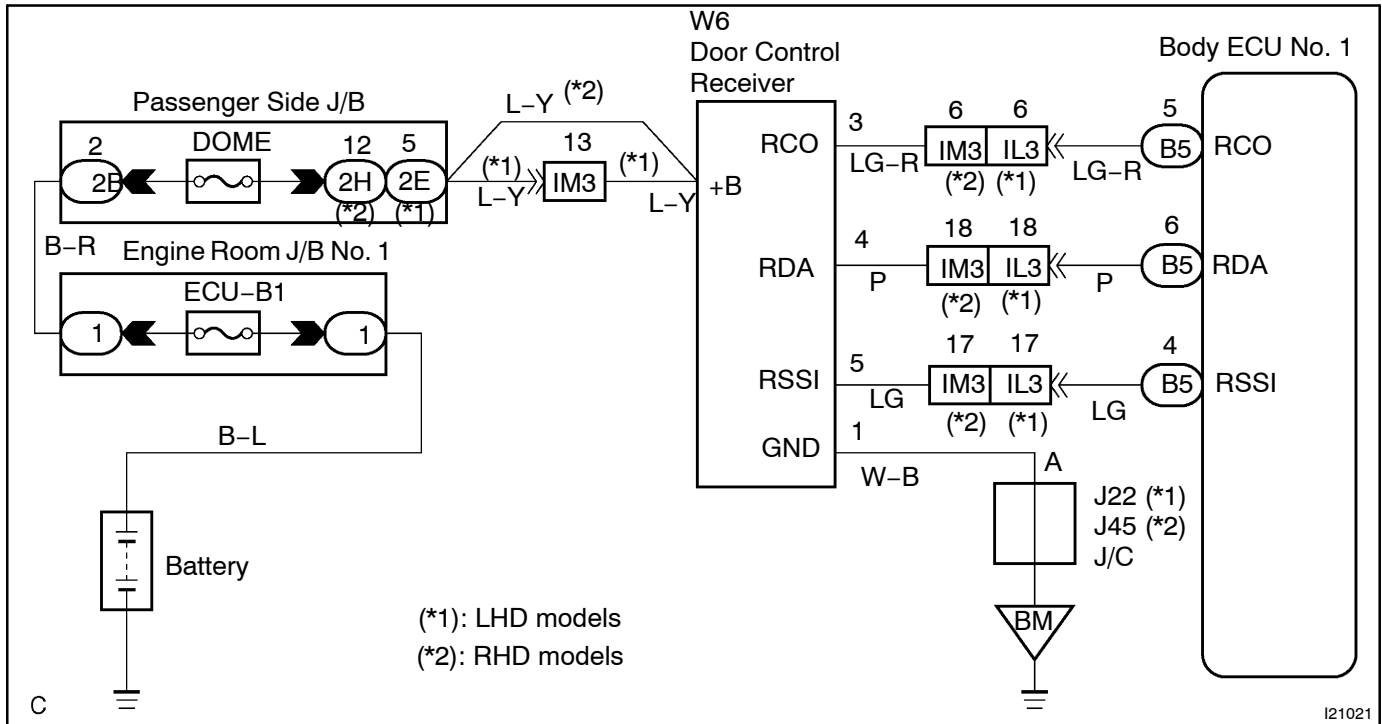 W6
Door Control
Receiver
Body ECU No. 1
Passenger Side J/B
L–Y (*2)
2 DOME 12 5
2B 2H 2E
(*2) (*1)
(*1) 13 (*1)
L–Y IM3 L–Y
+B
B–R
Engine Room J/B No. 1
ECU–B1
1 1
B–L
Battery
RCO 3 6 6 5
LG–R IM3 IL3 LG–R B5 RCO
(*2) (*1)
RDA 4 18 18 6
P IM3 IL3 P B5 RDA
(*2) (*1)
RSSI 5 17 17 4
LG IM3 IL3 LG B5 RSSI
(*2) (*1)
GND 1
W–B A
J22 (*1)
J45 (*2)
J/C
BM
(*1): LHD models
(*2): RHD models
C
I21021